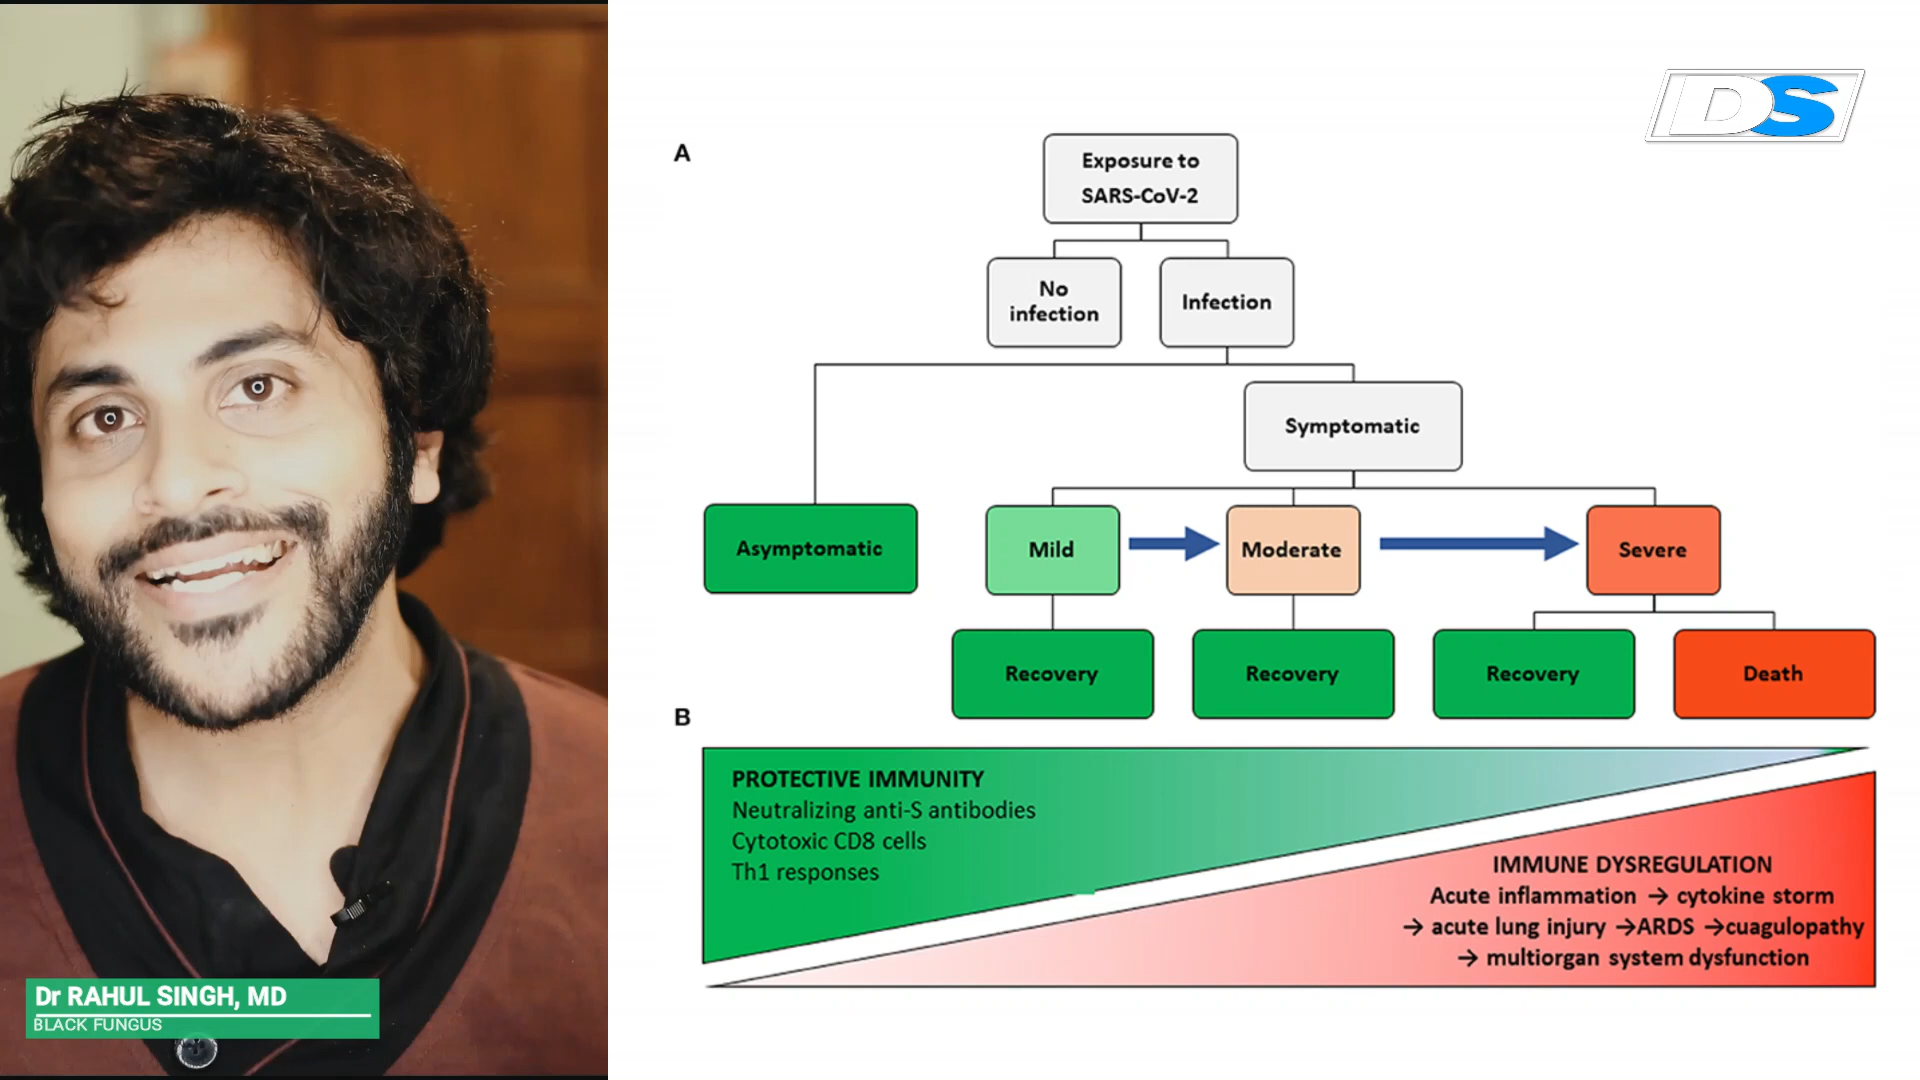 DS
A
Exposure to
SARS-CoV-2
No
infection
Infection
Symptomatic
Asymptomatic
Mild
Moderate
Severe
Recovery
Recovery
Recovery
Death
B
PROTECTIVE IMMUNITY
Neutralizing anti-S antibodies
Cytotoxic CD8 cells
Th1 responses
IMMUNE DYSREGULATION
Acute inflammation → cytokine storm
→ acute lung injury →ARDS →cuagulopathy
→ multiorgan system dysfunction
Dr RAHUL SINGH, MD
BLACK FUNGUS